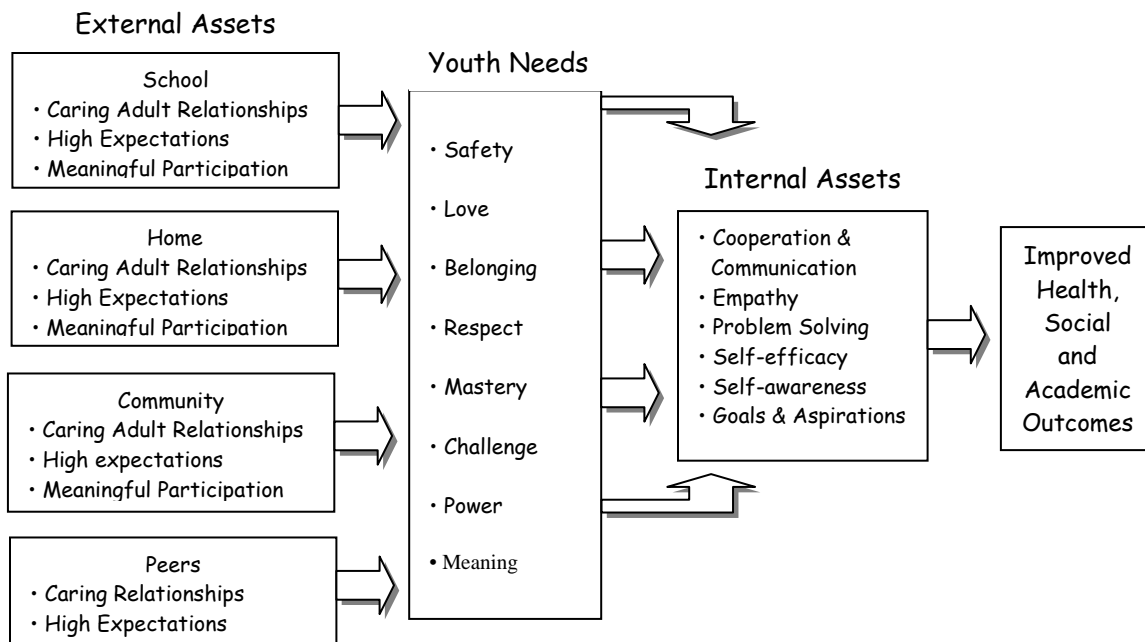 External Assets
School
• Caring Adult Relationships
• High Expectations
• Meaningful Participation
Home
• Caring Adult Relationships
• High Expectations
• Meaningful Participation
Community
• Caring Adult Relationships
• High expectations
• Meaningful Participation
Peers
• Caring Relationships
• High Expectations
Youth Needs
• Safety
• Love
• Belonging
• Respect
• Mastery
• Challenge
• Power
• Meaning
Internal Assets
• Cooperation &
Communication
• Empathy
• Problem Solving
• Self-efficacy
• Self-awareness
• Goals & Aspirations
Improved
Health,
Social
and
Academic
Outcomes